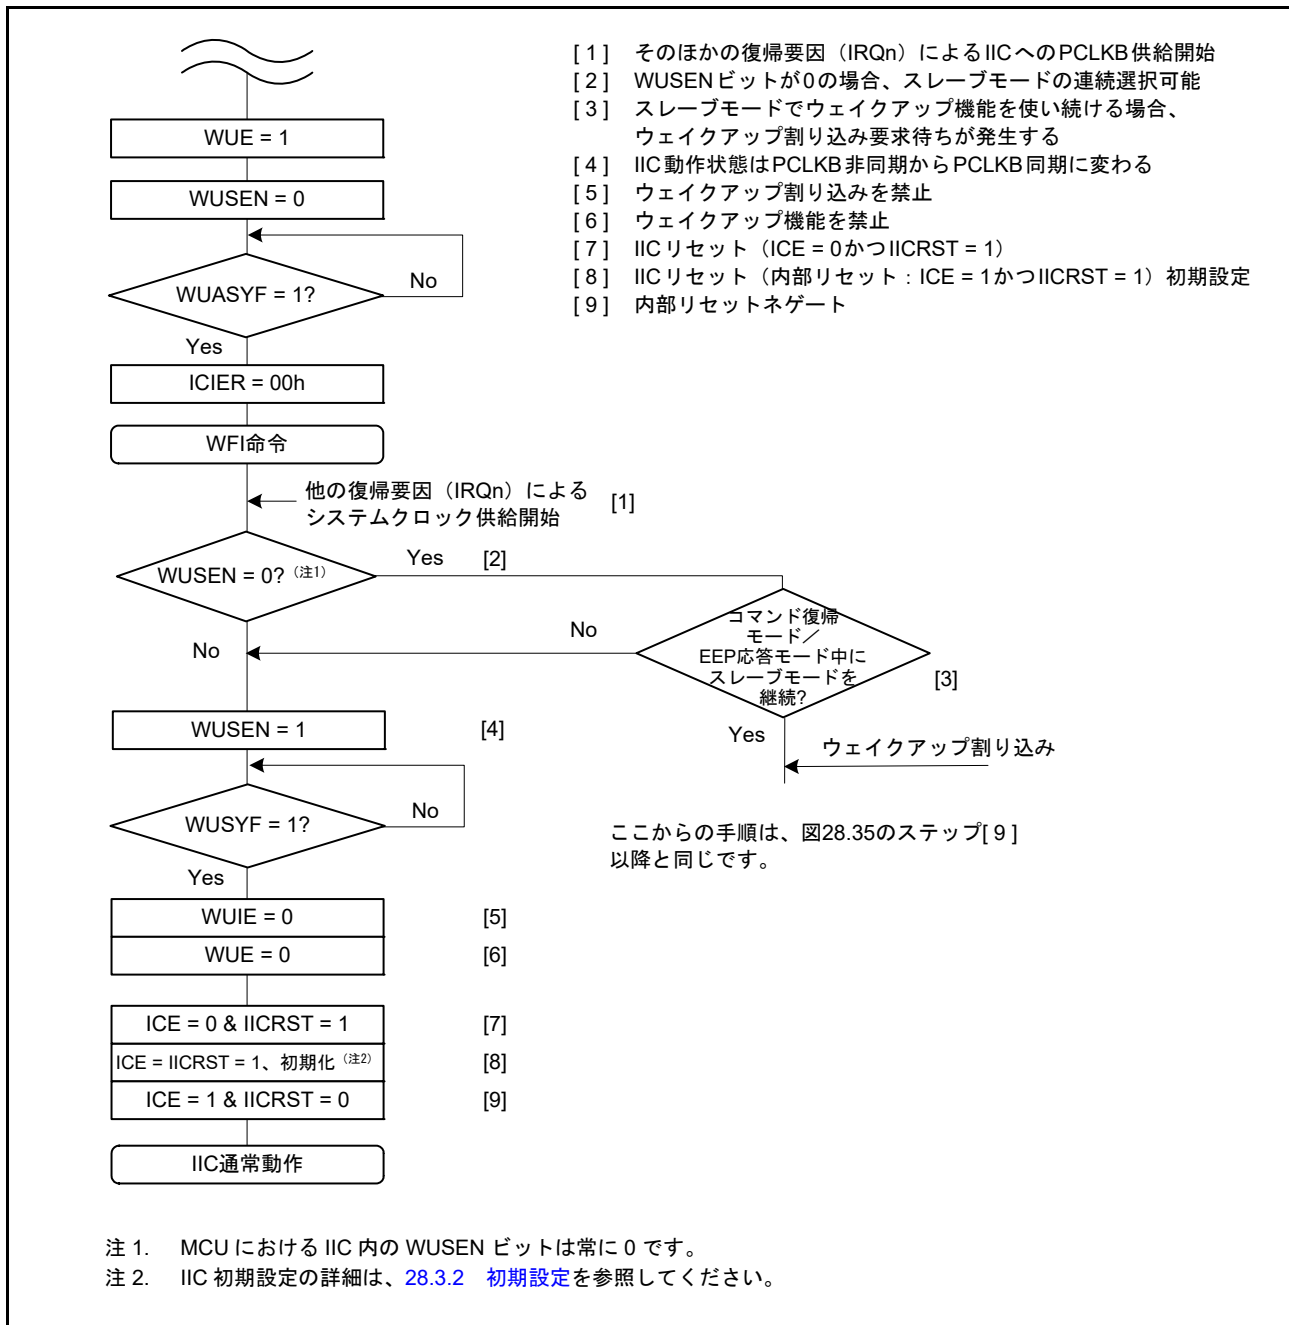 [ 1 ] そのほかの復帰要因（IRQn）によるIICへのPCLKB供給開始
[ 2 ] WUSENビットが0の場合、スレーブモードの連続選択可能
[ 3 ] スレーブモードでウェイクアップ機能を使い続ける場合、
ウェイクアップ割り込み要求待ちが発生する
[ 4 ] IIC動作状態はPCLKB非同期からPCLKB同期に変わる
[ 5 ] ウェイクアップ割り込みを禁止
[ 6 ] ウェイクアップ機能を禁止
[ 7 ] IICリセット（ICE = 0かつIICRST = 1）
[ 8 ] IICリセット（内部リセット：ICE = 1かつIICRST = 1）初期設定
[ 9 ] 内部リセットネゲート
WUE = 1
WUSEN = 0
WUASYF = 1?
No
Yes
ICIER = 00h
WFI命令
他の復帰要因（IRQn）による
システムクロック供給開始
[1]
WUSEN = 0?（注1）
Yes
[2]
No
コマンド復帰
モード／
EEP応答モード中に
スレーブモードを
継続?
No
[3]
Yes
ウェイクアップ割り込み
WUSEN = 1
[4]
WUSYF = 1?
No
ここからの手順は、図28.35のステップ[ 9 ]
以降と同じです。
Yes
WUIE = 0
[5]
WUE = 0
[6]
ICE = 0 & IICRST = 1
[7]
ICE = IICRST = 1、初期化（注2）
[8]
ICE = 1 & IICRST = 0
[9]
IIC通常動作
注 1. MCU における IIC 内の WUSEN ビットは常に 0 です。
注 2. IIC 初期設定の詳細は、28.3.2 初期設定を参照してください。